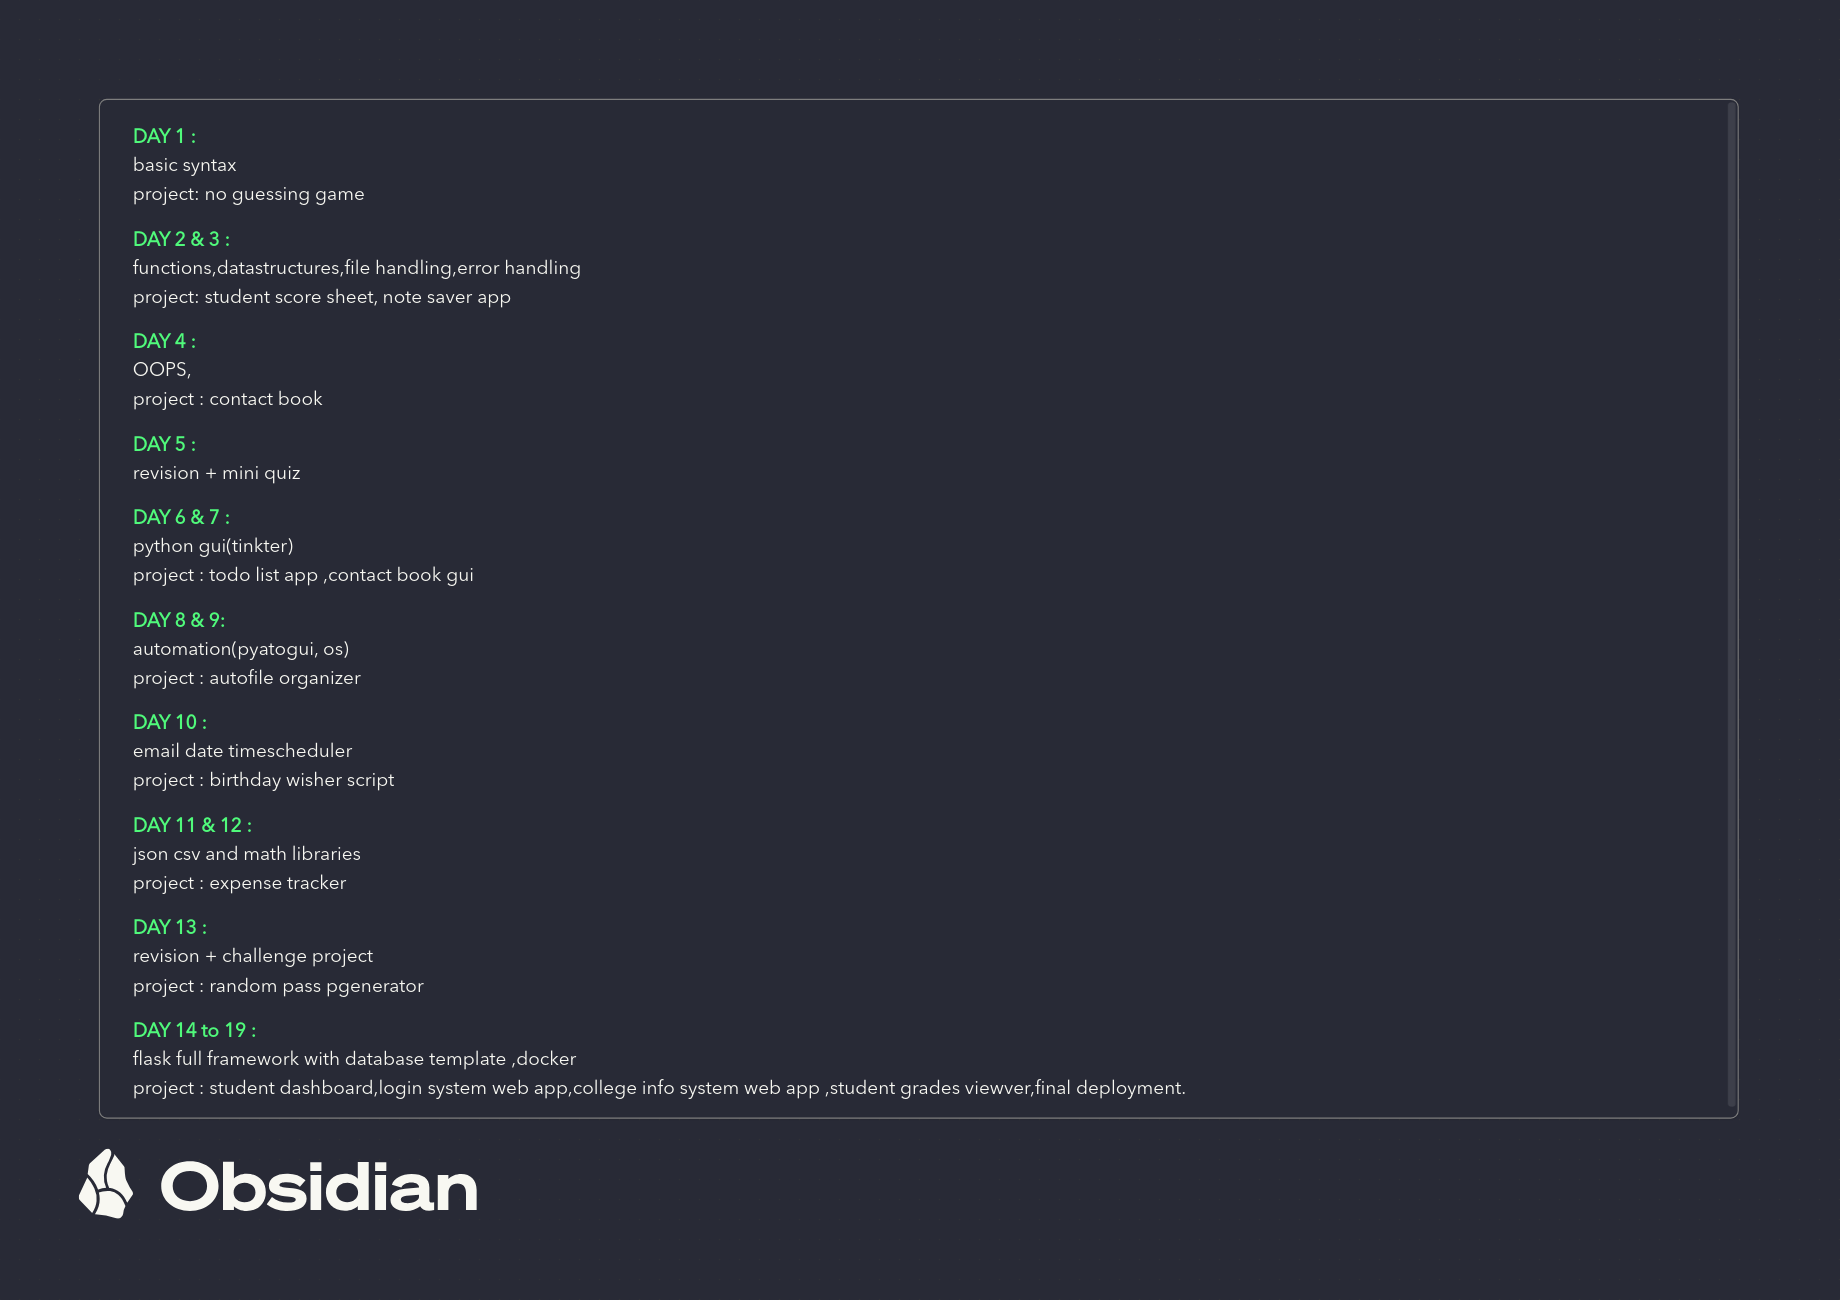 DAY 1 :
basic syntax
project: no guessing game
DAY 2 & 3 :
functions,datastructures,file handling,error handling
project: student score sheet, note saver app
DAY 4 :
OOPS,
project : contact book
DAY 5 :
revision + mini quiz
DAY 6 & 7 :
python gui(tinkter)
project : todo list app ,contact book gui
DAY 8 & 9:
automation(pyatogui, os)
project : autofile organizer
DAY 10 :
email date timescheduler
project : birthday wisher script
DAY 11 & 12 :
json csv and math libraries
project : expense tracker
DAY 13 :
revision + challenge project
project : random pass pgenerator
DAY 14 to 19 :
flask full framework with database template ,docker
project : student dashboard,login system web app,college info system web app ,student grades viewver,final deployment.
Obsidian